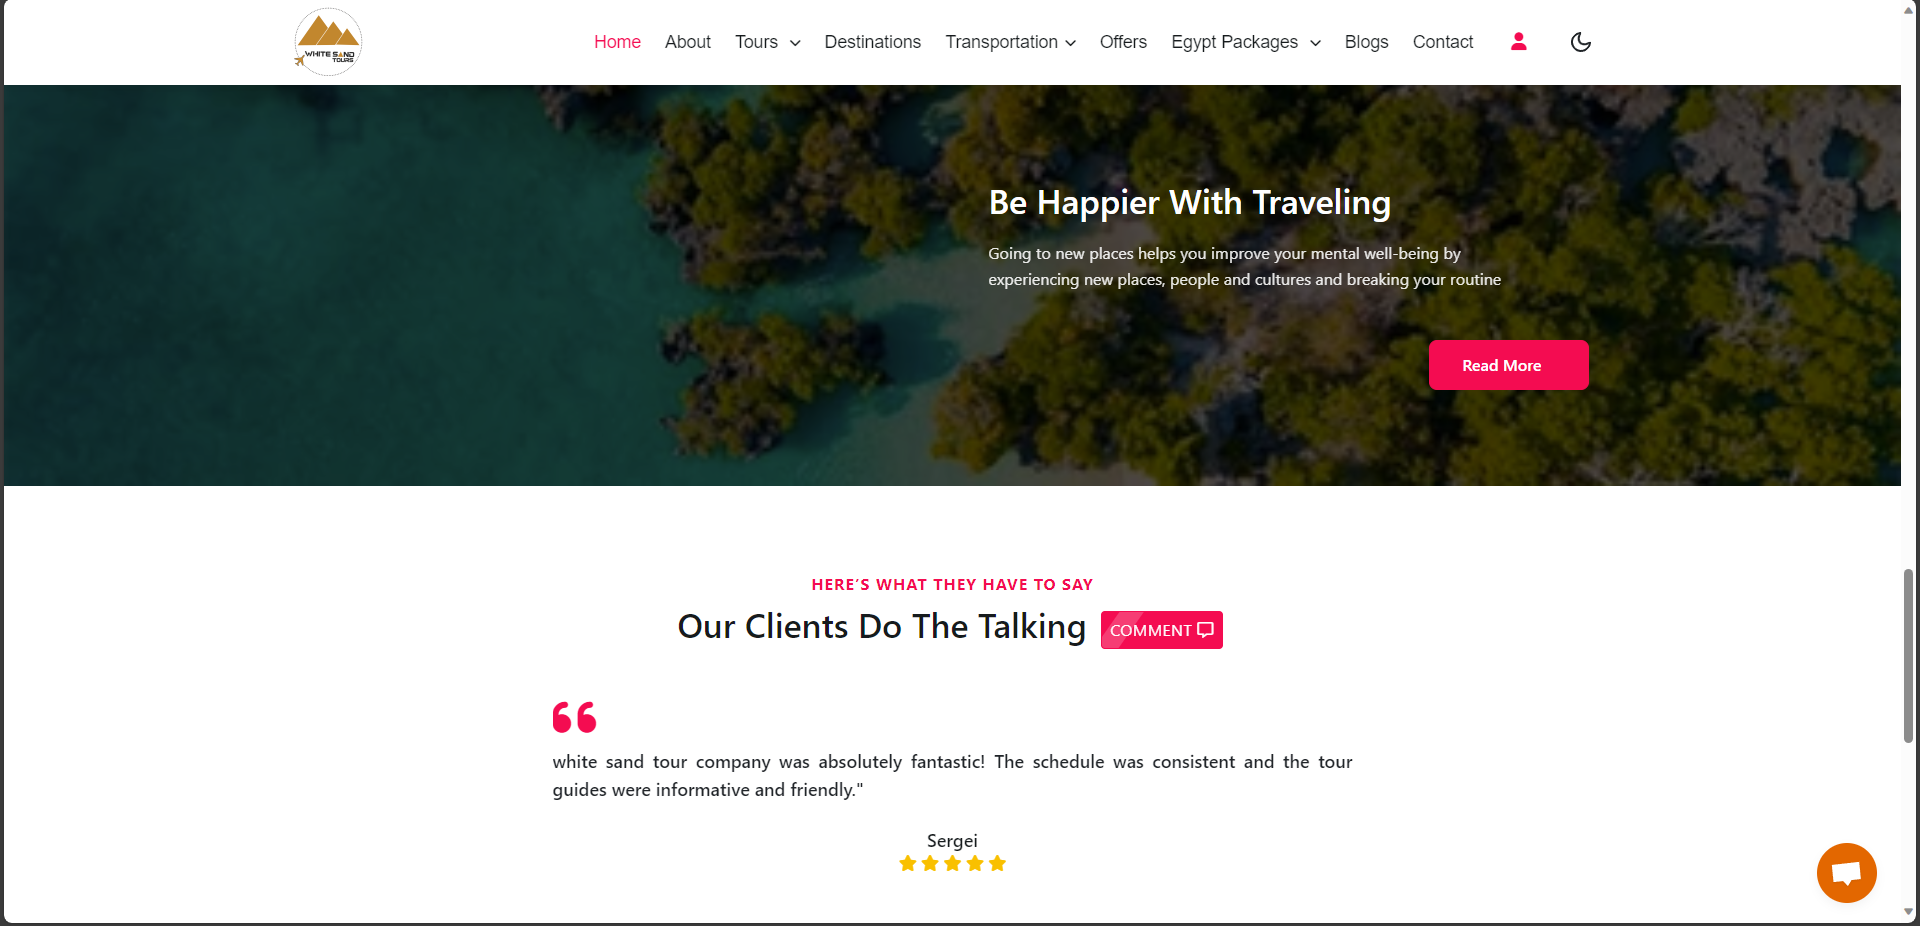 WHITE SAND
TOURS
Home About Tours Destinations Transportation Offers Egypt Packages Blogs Contact
Be Happier With Traveling
Going to new places helps you improve your mental well-being by
experiencing new places, people and cultures and breaking your routine
Read More
HERE'S WHAT THEY HAVE TO SAY
Our Clients Do The Talking COMMENT
white sand tour company was absolutely fantastic! The schedule was consistent and the tour
guides were informative and friendly."
Sergei